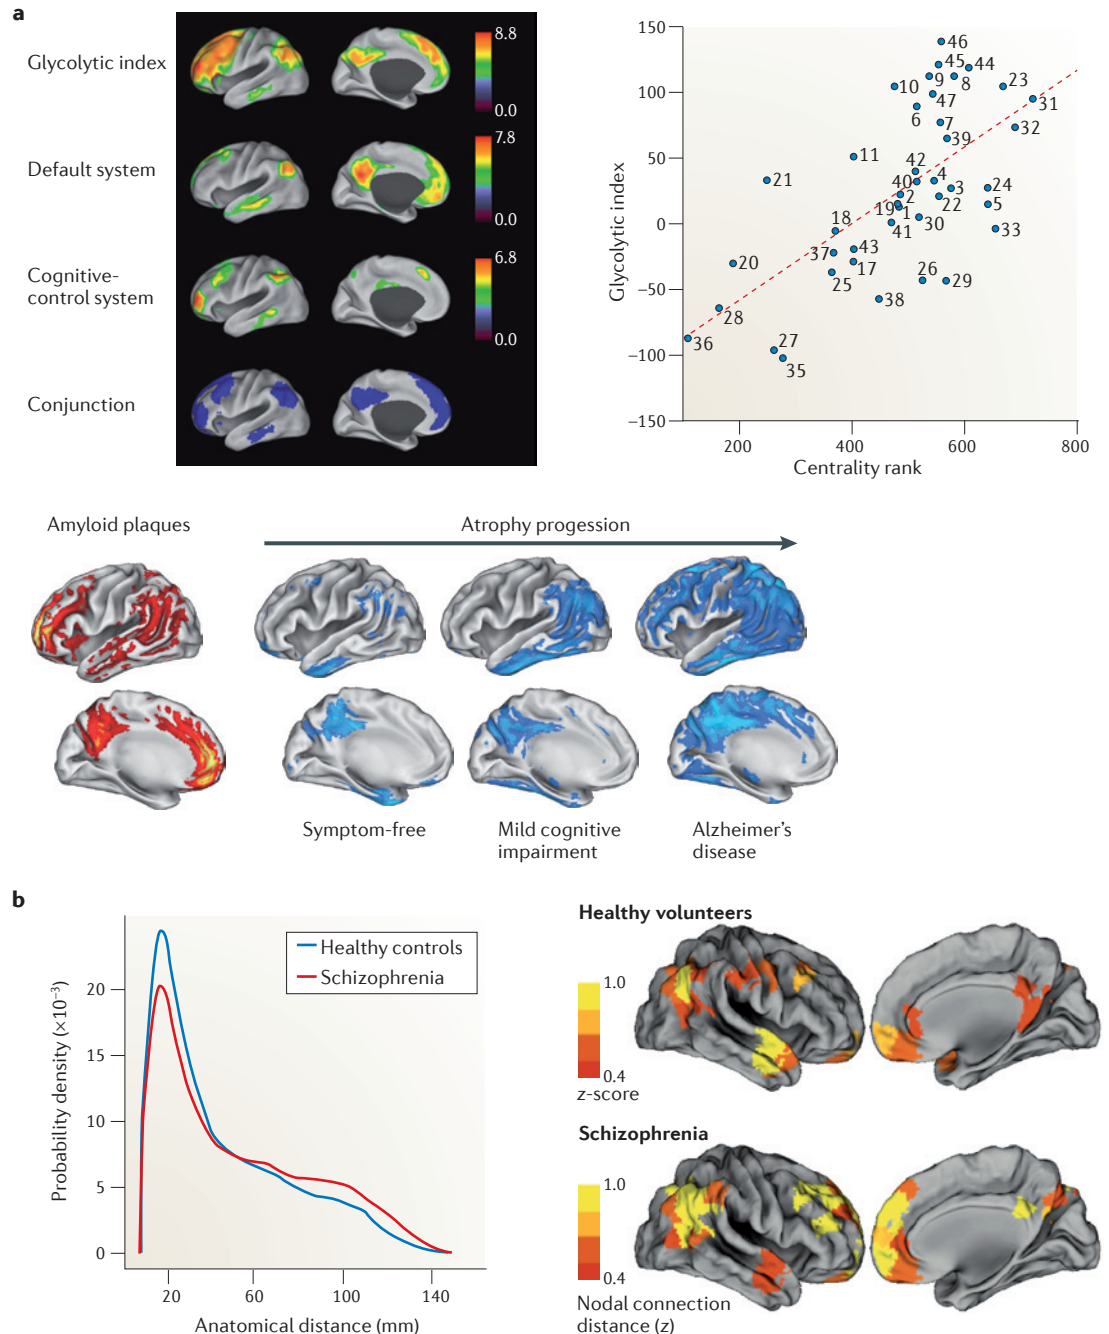 a
Glycolytic index
8.8
0.0
Default system
7.8
0.0
Cognitive-
control system
6.8
0.0
Conjunction
Glycolytic index
150
100
50
0
−50
−100
−150
200
400
600
800
Centrality rank
46
45
44
9
8
23
10
47
31
6
7
32
39
11
42
21
40
4
3
24
2
22
5
19
1
30
33
18
41
37
43
20
25
17
26
29
38
28
36
27
35
Amyloid plaques
Atrophy progession
Symptom-free
Mild cognitive
impairment
Alzheimer's
disease
b
Probability density (×10⁻³)
20
15
10
5
0
20
60
100
140
Anatomical distance (mm)
Healthy controls
Schizophrenia
Healthy volunteers
1.0
0.4
z-score
Schizophrenia
1.0
0.4
Nodal connection
distance (z)